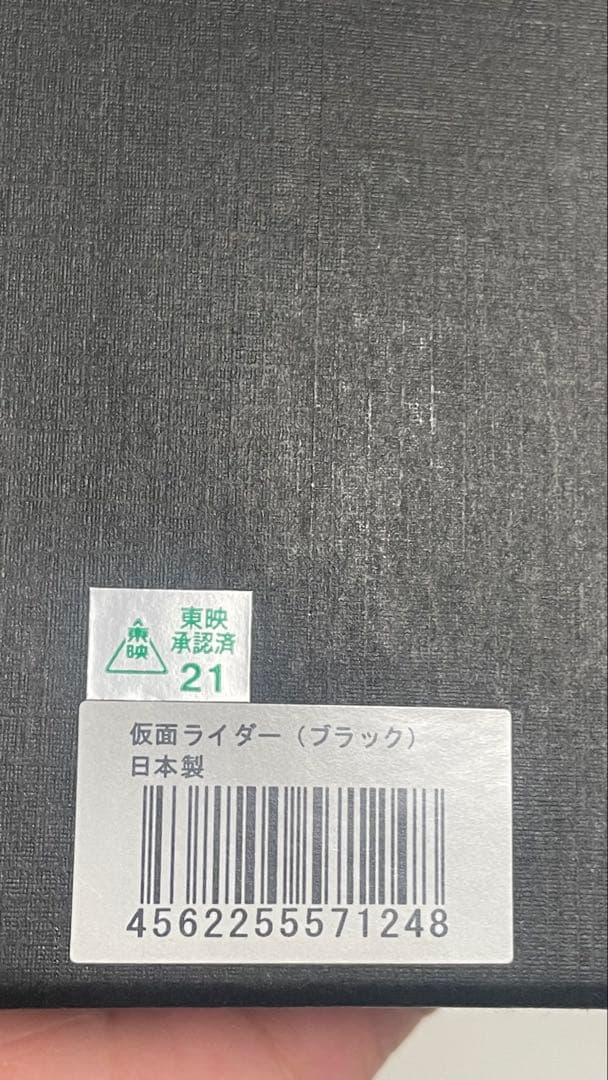 東映
東映
承認済
21
仮面ライダー（ブラック）
日本製
4562255571248